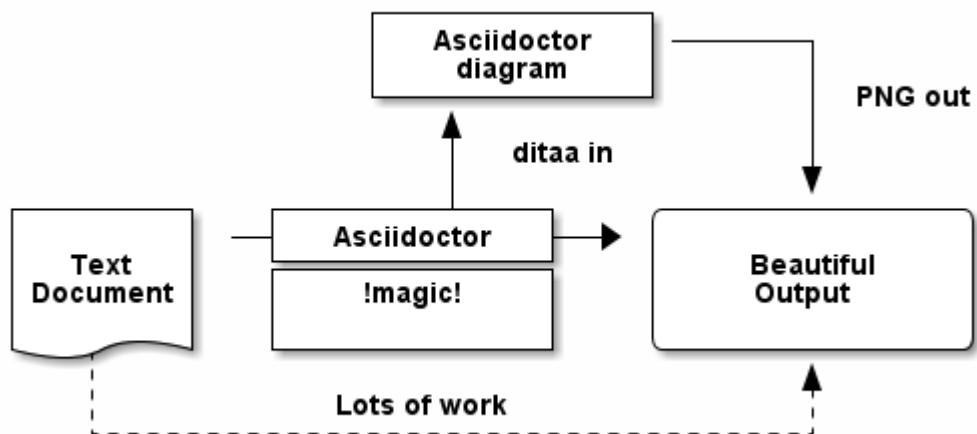 Asciidoctor
diagram
PNG out
ditaa in
Asciidoctor
Text
Document
!magic!
Beautiful
Output
Lots of work